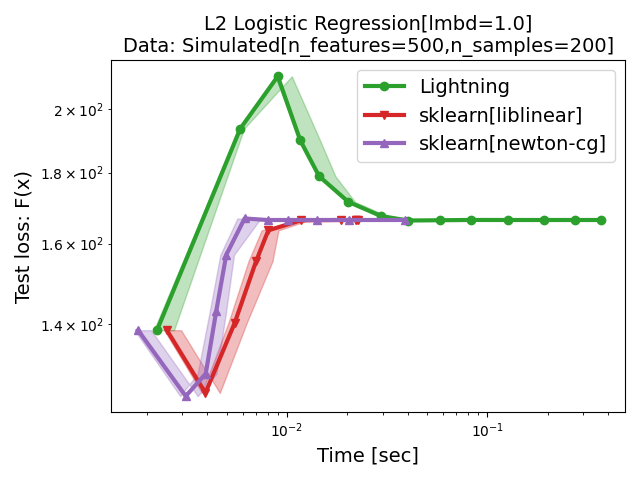 L2 Logistic Regression[lmbd=1.0]
Data: Simulated[n_features=500,n_samples=200]
Lightning
sklearn[liblinear]
sklearn[newton-cg]
Test loss: F(x)
2 × 10²
1.8 × 10²
1.6 × 10²
1.4 × 10²
10⁻² 10⁻¹
Time [sec]